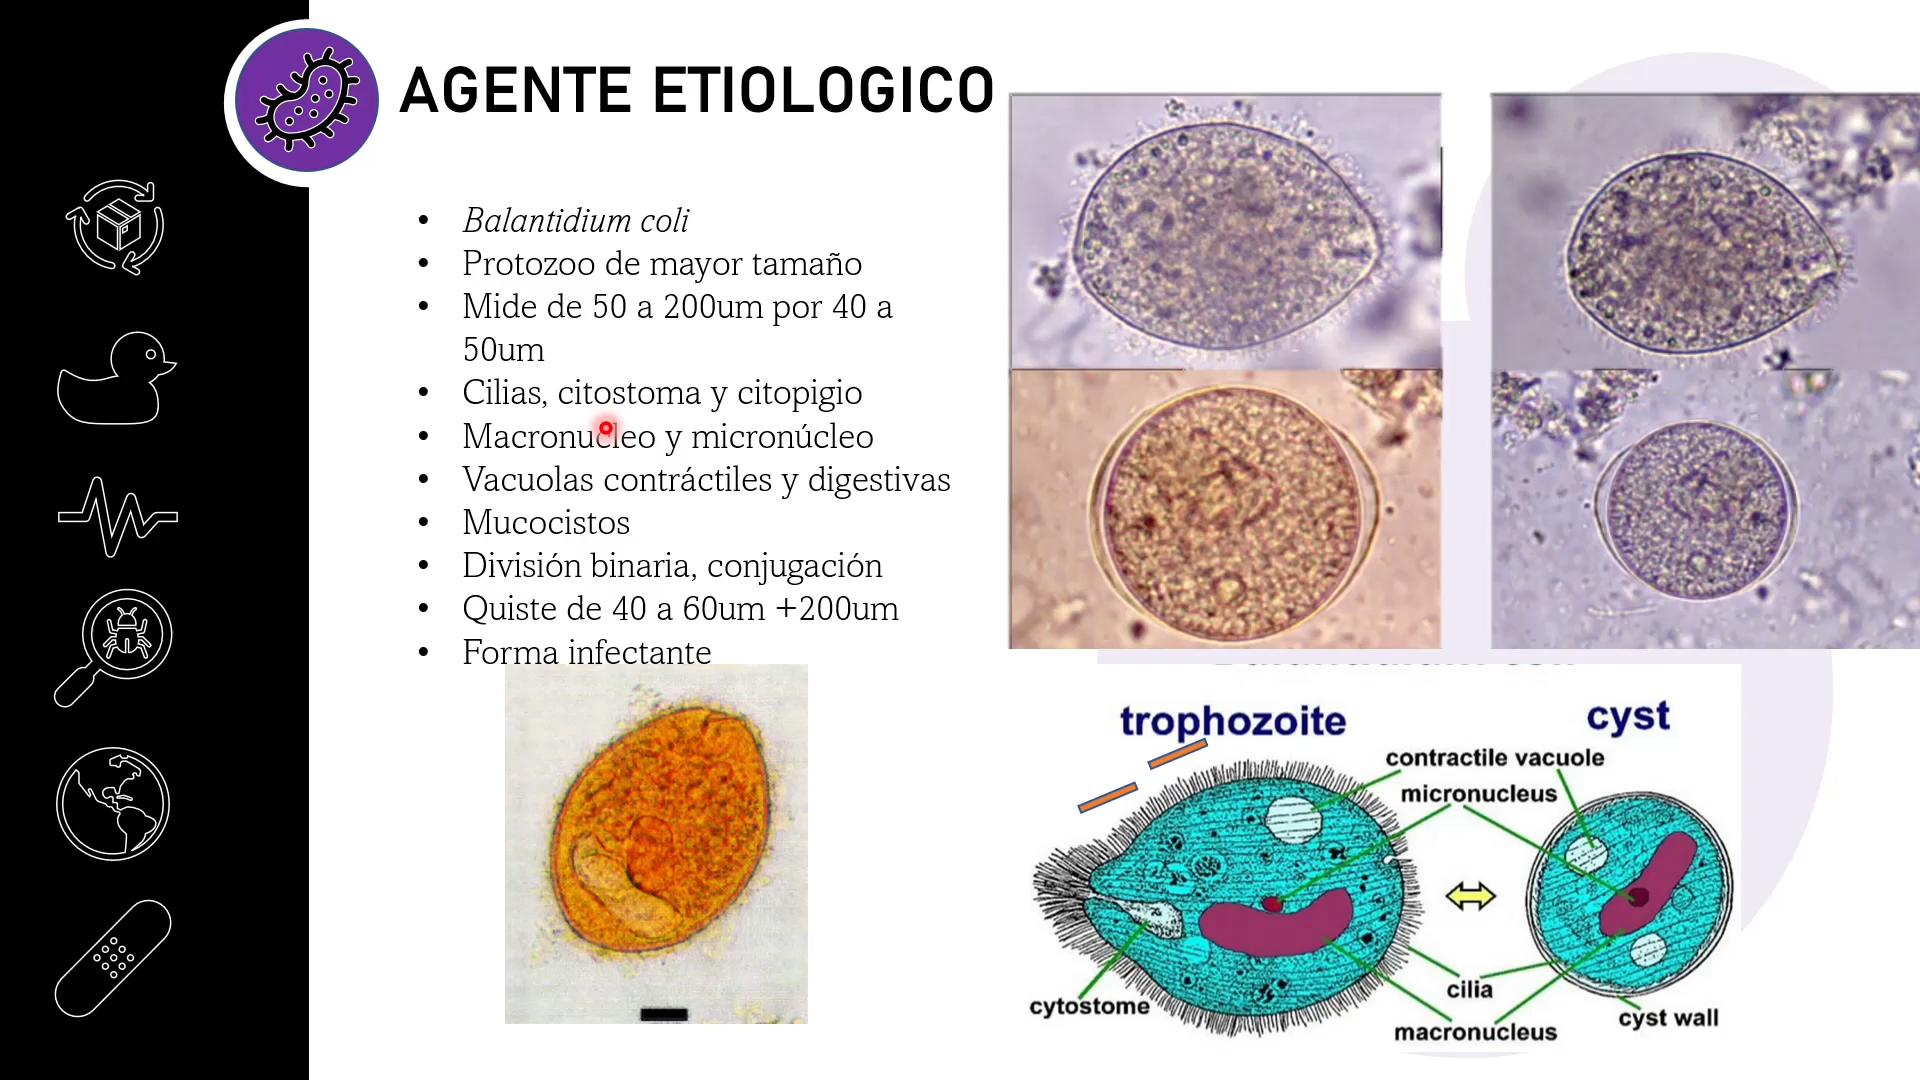 AGENTE ETIOLOGICO
• Balantidium coli
• Protozoo de mayor tamaño
• Mide de 50 a 200um por 40 a
50um
• Cilias, citostoma y citopigio
• Macronucleo y micronúcleo
• Vacuolas contráctiles y digestivas
• Mucocistos
• División binaria, conjugación
• Quiste de 40 a 60um +200um
• Forma infectante
trophozoite
cyst
contractile vacuole
micronucleus
cytostome
cilia
macronucleus
cyst wall